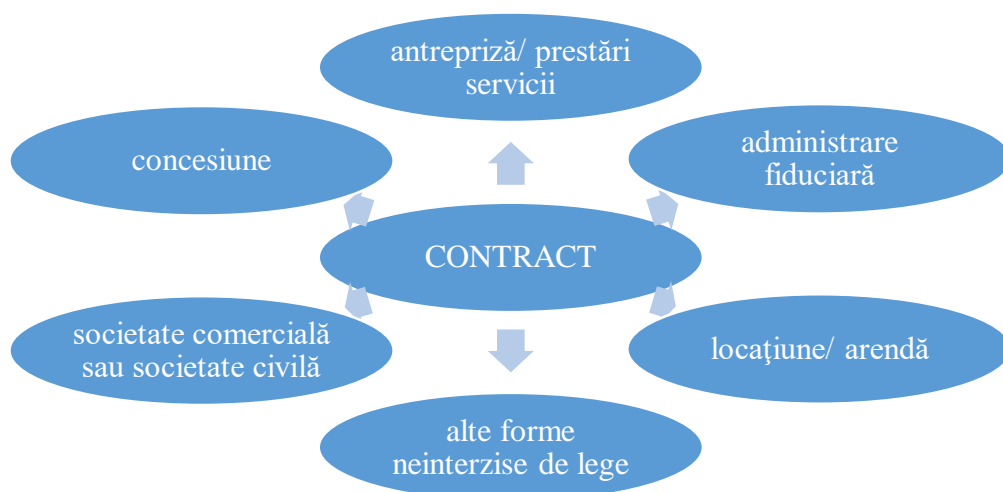 antrepriză/ prestări
servicii
concesiune
administrare
fiduciară
CONTRACT
societate comercială
sau societate civilă
locaţiune/ arendă
alte forme
neinterzise de lege